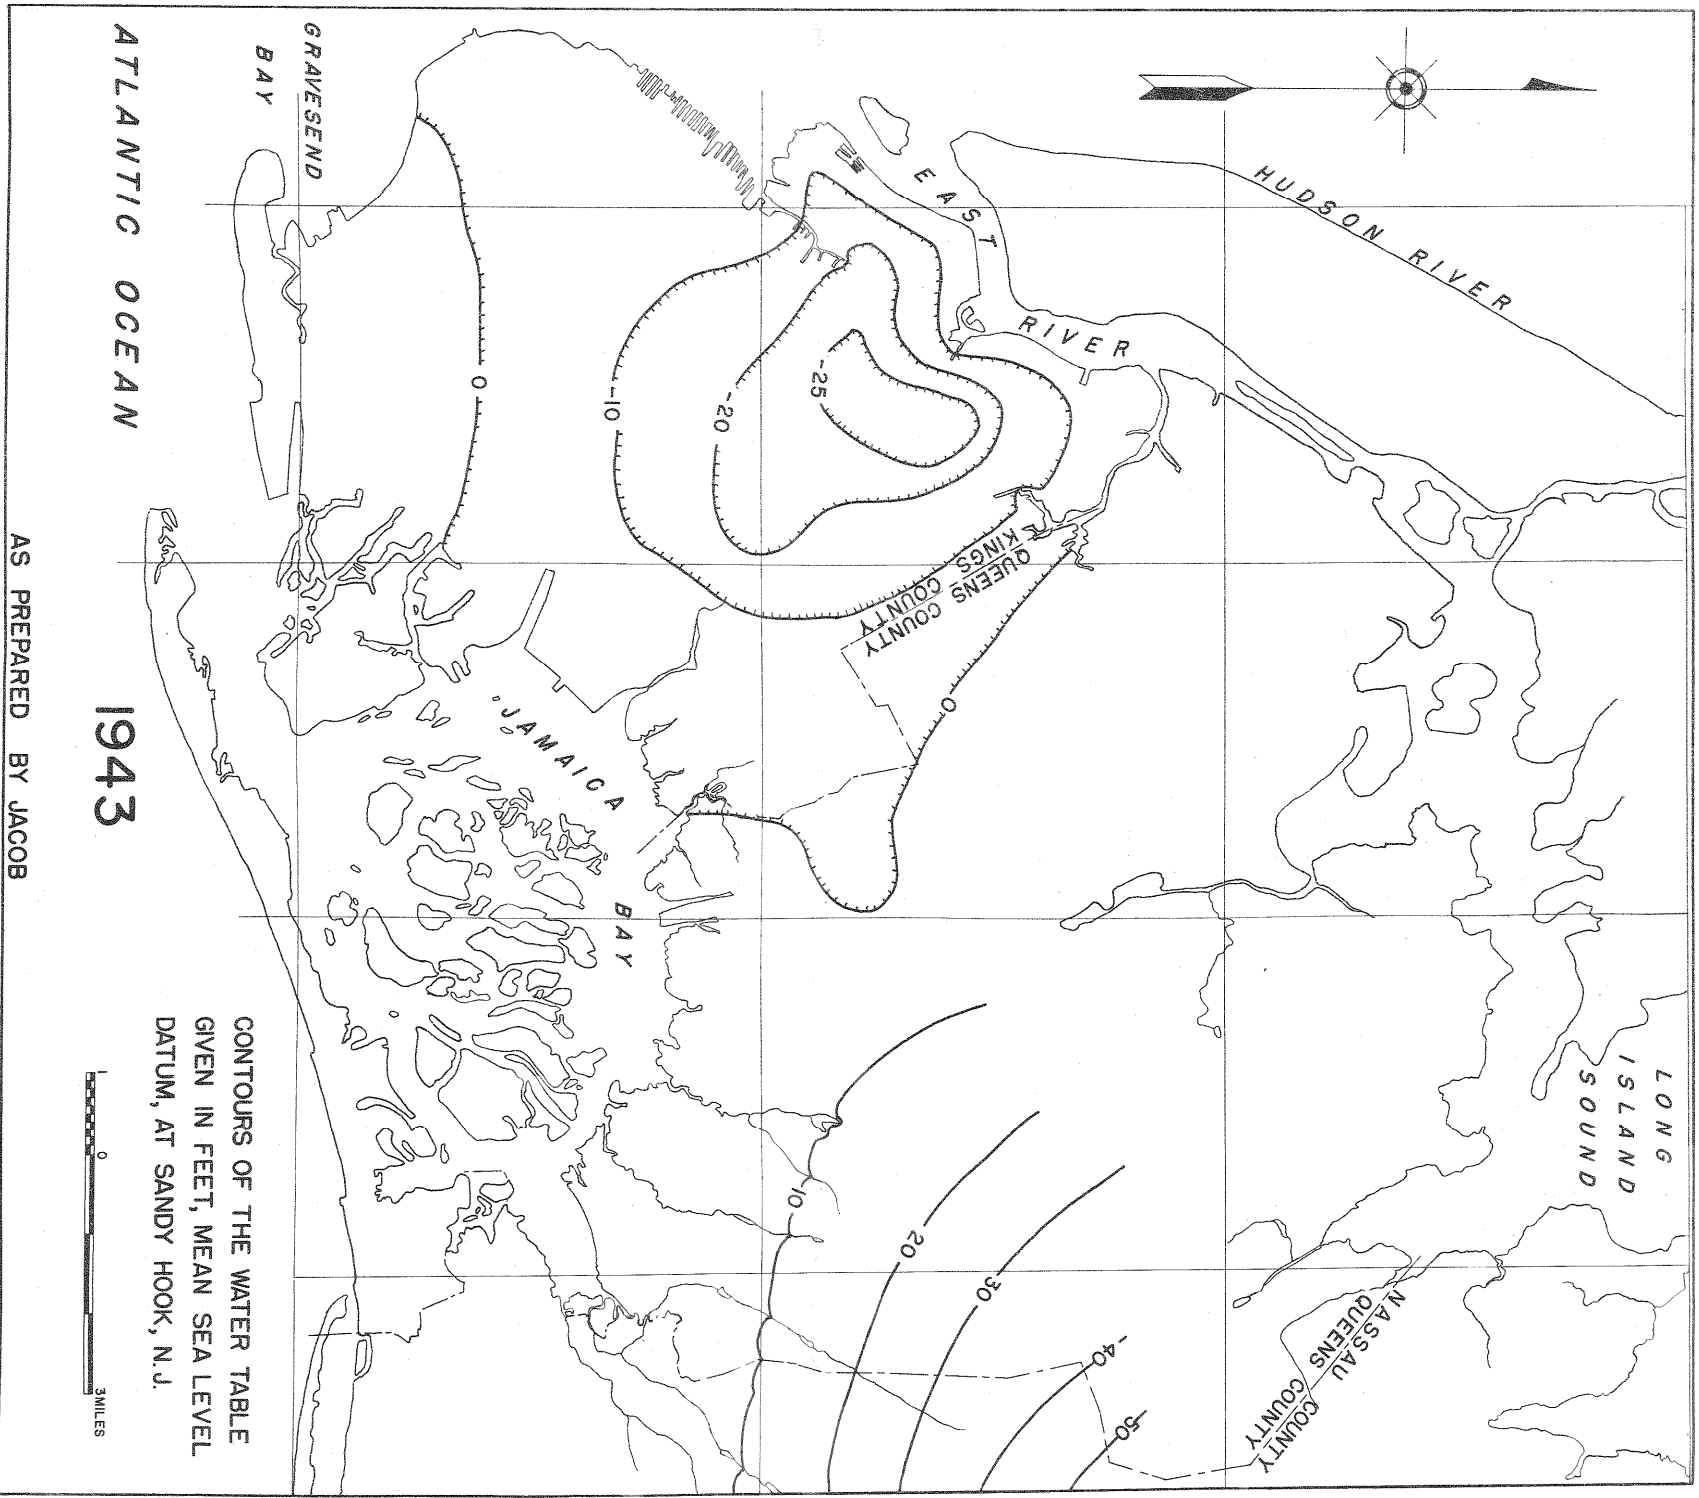 HUDSON RIVER
EAST
RIVER
LONG
ISLAND
SOUND
GRAVESEND
BAY
ATLANTIC OCEAN
JAMAICA
BAY
QUEENS COUNTY
KINGS COUNTY
NASSAU COUNTY
QUEENS COUNTY
0
-10
-20
-25
0
10
20
30
40
50
1943
CONTOURS OF THE WATER TABLE
GIVEN IN FEET, MEAN SEA LEVEL
DATUM, AT SANDY HOOK, N.J.
1 0 3 MILES
AS PREPARED BY JACOB